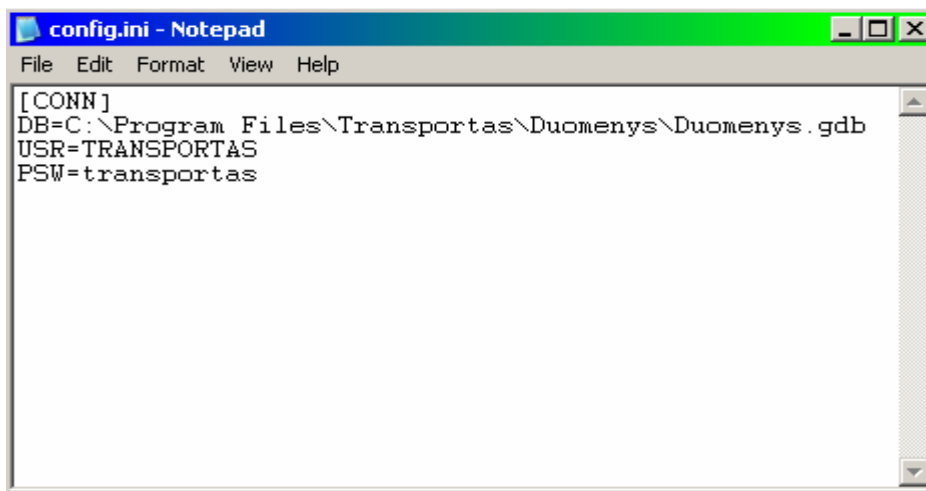 config.ini - Notepad
File Edit Format View Help
[CONN]
DB=C:\Program Files\Transportas\Duomenys\Duomenys.gdb
USR=TRANSPORTAS
PSW=transportas